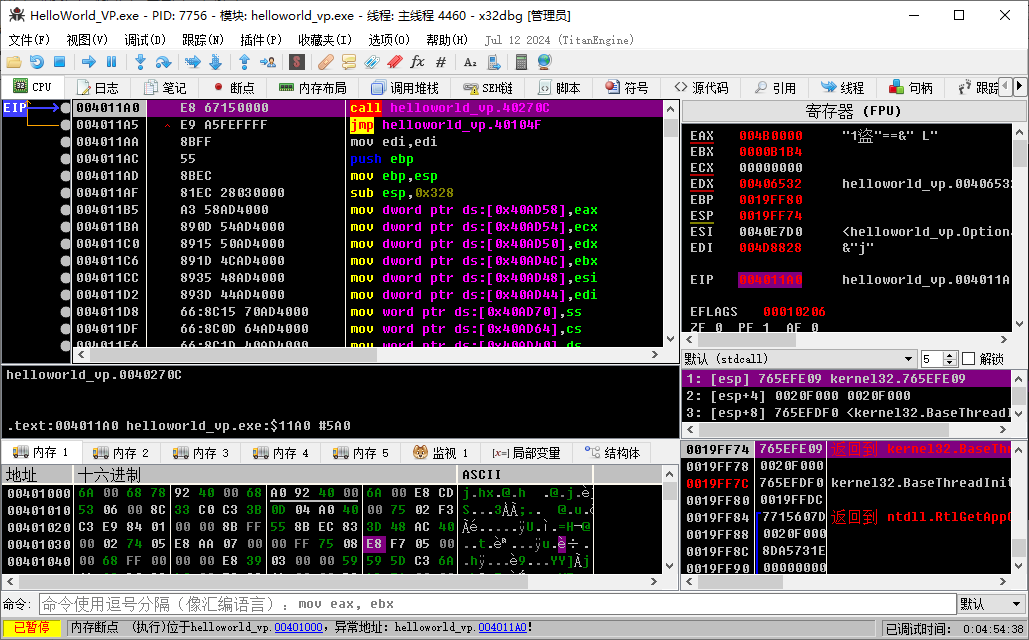 HelloWorld_VP.exe - PID: 7756 - 模块: helloworld_vp.exe - 线程: 主线程 4460 - x32dbg [管理员]
文件(F) 视图(V) 调试(D) 跟踪(N) 插件(P) 收藏夹(I) 选项(O) 帮助(H) Jul 12 2024 (TitanEngine)
CPU 日志 笔记 断点 内存布局 调用堆栈 SEH链 脚本 符号 源代码 引用 线程 句柄 跟踪
EIP
004011A0 E8 67150000 call helloworld_vp.40270C
004011A5 E9 A5FEFFFF jmp helloworld_vp.40104F
004011AA 8BFF mov edi,edi
004011AC 55 push ebp
004011AD 8BEC mov ebp,esp
004011AF 81EC 28030000 sub esp,0x328
004011B5 A3 58AD4000 mov dword ptr ds:[0x40AD58],eax
004011BA 890D 54AD4000 mov dword ptr ds:[0x40AD54],ecx
004011C0 8915 50AD4000 mov dword ptr ds:[0x40AD50],edx
004011C6 891D 4CAD4000 mov dword ptr ds:[0x40AD4C],ebx
004011CC 8935 48AD4000 mov dword ptr ds:[0x40AD48],esi
004011D2 893D 44AD4000 mov dword ptr ds:[0x40AD44],edi
004011D8 66:8C15 70AD4000 mov word ptr ds:[0x40AD70],ss
004011DF 66:8C0D 64AD4000 mov word ptr ds:[0x40AD64],cs
004011E6 66:8C1D 40AD4000 mov word ptr ds:[0x40AD40],ds
helloworld_vp.0040270C
.text:004011A0 helloworld_vp.exe:$11A0 #5A0
寄存器 (FPU)
EAX 004B0000 "1盗"==&" L"
EBX 0000B1B4
ECX 00000000
EDX 00406532 helloworld_vp.0040653
EBP 0019FF80
ESP 0019FF74
ESI 0040E7D0 <helloworld_vp.Option
EDI 004D8828 &"j"
EIP 004011A0 helloworld_vp.004011A
EFLAGS 00010206
ZF 0 PF 1 AF 0
默认 (stdcall) 5 解锁
1: [esp] 765EFE09 kernel32.765EFE09
2: [esp+4] 0020F000 0020F000
3: [esp+8] 765EFDF0 <kernel32.BaseThreadI
内存 1 内存 2 内存 3 内存 4 内存 5 监视 1 [x=] 局部变量 结构体
地址 十六进制 ASCII
00401000 6A 00 68 78 92 40 00 68 A0 92 40 00 6A 00 E8 CD j.hx.@.h .@.j.è
00401010 53 06 00 8C 33 C0 C3 3B 0D 04 A0 40 00 75 02 F3
00401020 C3 E9 84 01 00 00 8B FF 55 8B EC 83 3D 48 AC 40
00401030 00 02 74 05 E8 AA 07 00 00 FF 75 08 E8 F7 05 00 ..t.èª...ÿu.è÷.
00401040 00 68 FF 00 00 00 E8 39 03 00 00 59 59 5D C3 6A .hÿ...è9...YY]Ãj
0019FF74 765EFE09 返回到 kernel32.BaseTh
0019FF78 0020F000
0019FF7C 765EFDF0 kernel32.BaseThreadInit
0019FF80 0019FFDC
0019FF84 7715607D 返回到 ntdll.RtlGetApp
0019FF88 0020F000
0019FF8C 8DA5731E
0019FF90 00000000
命令: 命令使用逗号分隔（像汇编语言）: mov eax, ebx 默认
已暂停 内存断点 (执行)位于helloworld_vp.00401000，异常地址: helloworld_vp.004011A0! 已调试时间: 0:04:54:38